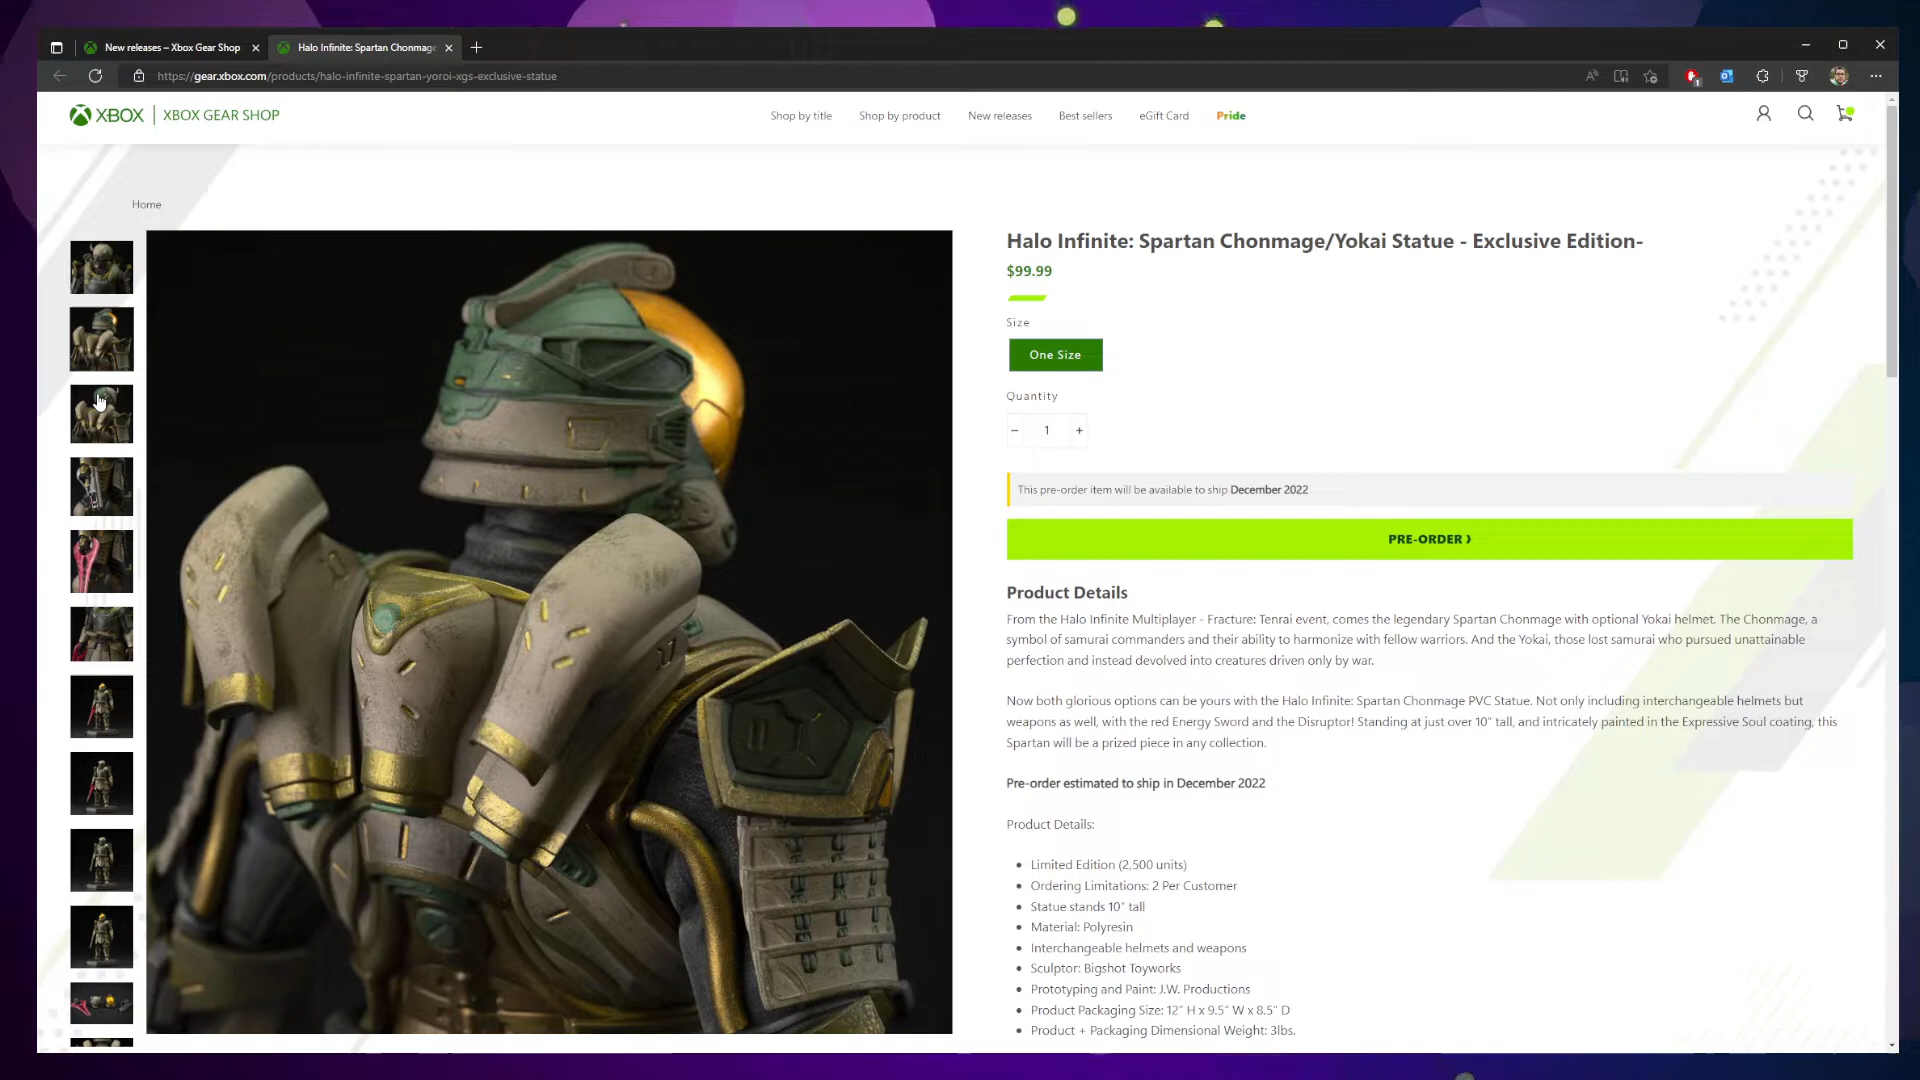 New releases – Xbox Gear Shop
Halo Infinite: Spartan Chonmage
https://gear.xbox.com/products/halo-infinite-spartan-yoroi-xgs-exclusive-statue
1
XBOX | XBOX GEAR SHOP
Shop by title
Shop by product
New releases
Best sellers
eGift Card
Pride
Home
Halo Infinite: Spartan Chonmage/Yokai Statue - Exclusive Edition-
$99.99
Size
One Size
Quantity
− 1 +
This pre-order item will be available to ship December 2022
PRE-ORDER ›
Product Details
From the Halo Infinite Multiplayer - Fracture: Tenrai event, comes the legendary Spartan Chonmage with optional Yokai helmet. The Chonmage, a
symbol of samurai commanders and their ability to harmonize with fellow warriors. And the Yokai, those lost samurai who pursued unattainable
perfection and instead devolved into creatures driven only by war.
Now both glorious options can be yours with the Halo Infinite: Spartan Chonmage PVC Statue. Not only including interchangeable helmets but
weapons as well, with the red Energy Sword and the Disruptor! Standing at just over 10" tall, and intricately painted in the Expressive Soul coating, this
Spartan will be a prized piece in any collection.
Pre-order estimated to ship in December 2022
Product Details:
• Limited Edition (2,500 units)
• Ordering Limitations: 2 Per Customer
• Statue stands 10" tall
• Material: Polyresin
• Interchangeable helmets and weapons
• Sculptor: Bigshot Toyworks
• Prototyping and Paint: J.W. Productions
• Product Packaging Size: 12" H x 9.5" W x 8.5" D
• Product + Packaging Dimensional Weight: 3lbs.